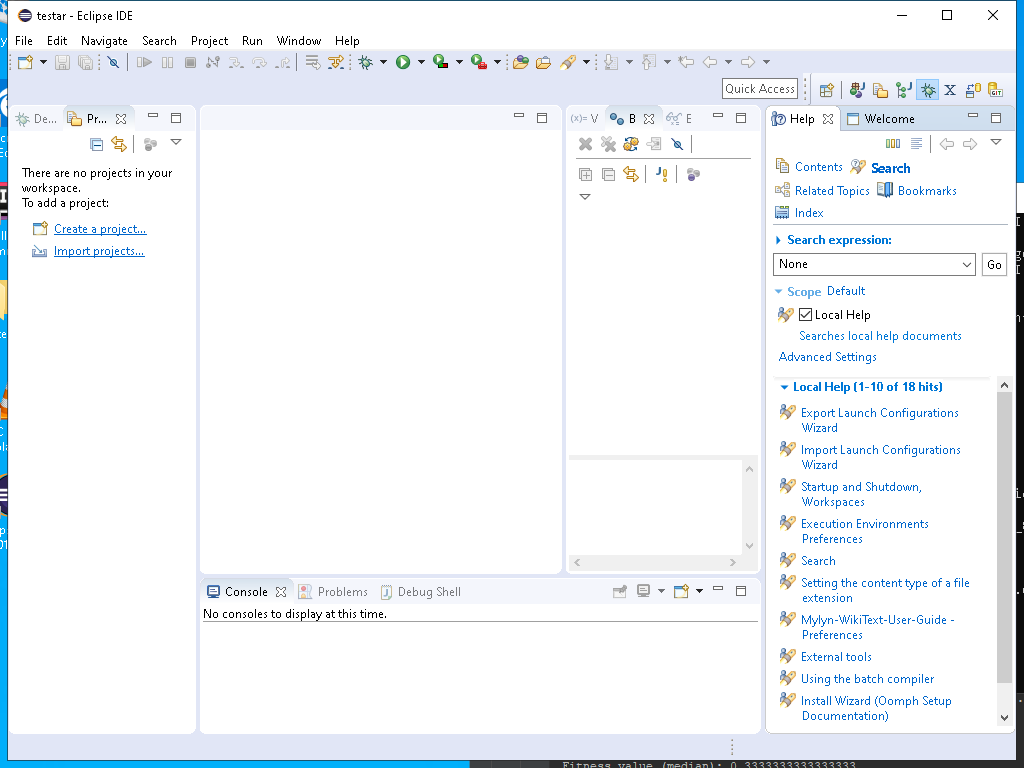 testar - Eclipse IDE
File Edit Navigate Search Project Run Window Help
Quick Access
De... Pr...
There are no projects in your
workspace.
To add a project:
Create a project...
Import projects...
(x)= V B E
Console Problems Debug Shell
No consoles to display at this time.
Help Welcome
Contents Search
Related Topics Bookmarks
Index
Search expression:
None Go
Scope Default
Local Help
Searches local help documents
Advanced Settings
Local Help (1-10 of 18 hits)
Export Launch Configurations
Wizard
Import Launch Configurations
Wizard
Startup and Shutdown,
Workspaces
Execution Environments
Preferences
Search
Setting the content type of a file
extension
Mylyn-WikiText-User-Guide -
Preferences
External tools
Using the batch compiler
Install Wizard (Oomph Setup
Documentation)
Fitness value (median): 0.3333333333333333